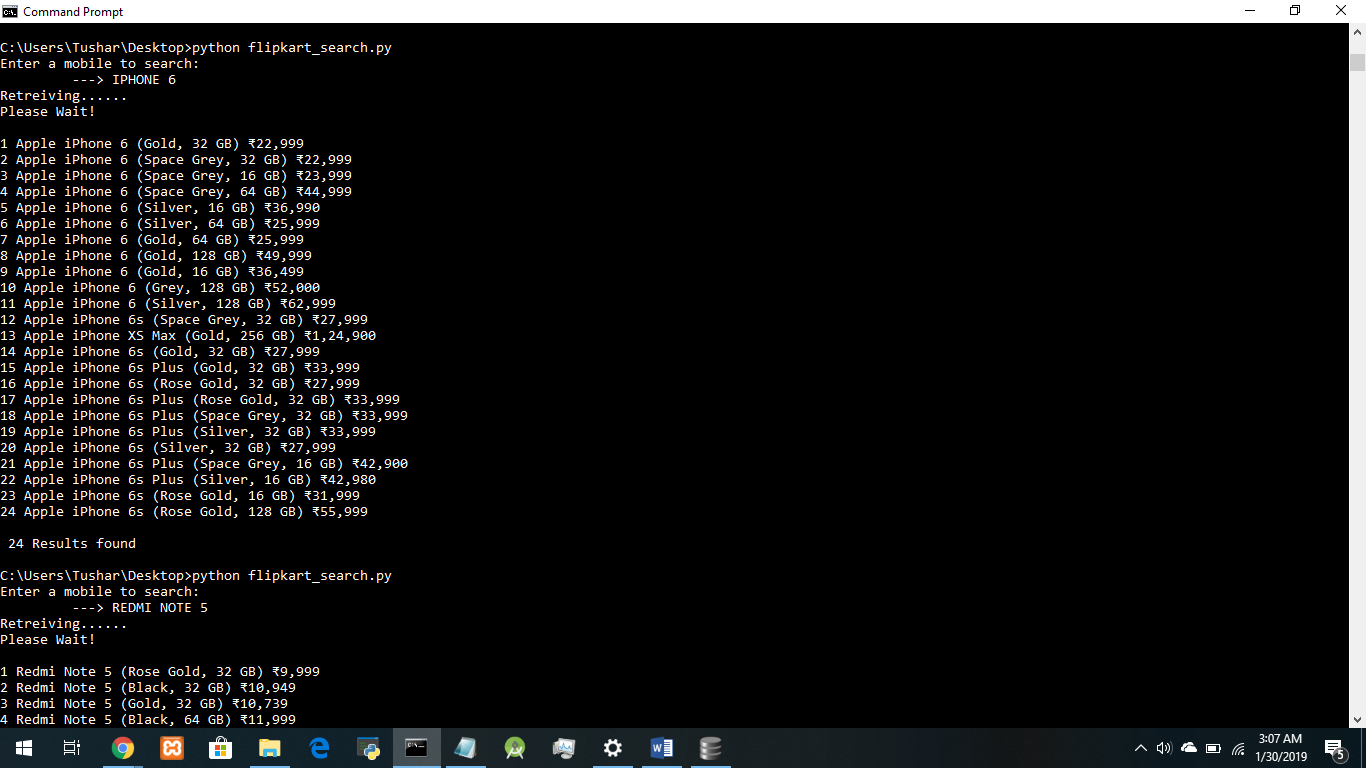 Command Prompt
C:\Users\Tushar\Desktop>python flipkart_search.py
Enter a mobile to search:
---> IPHONE 6
Retreiving......
Please Wait!
1 Apple iPhone 6 (Gold, 32 GB) ₹22,999
2 Apple iPhone 6 (Space Grey, 32 GB) ₹22,999
3 Apple iPhone 6 (Space Grey, 16 GB) ₹23,999
4 Apple iPhone 6 (Space Grey, 64 GB) ₹44,999
5 Apple iPhone 6 (Silver, 16 GB) ₹36,990
6 Apple iPhone 6 (Silver, 64 GB) ₹25,999
7 Apple iPhone 6 (Gold, 64 GB) ₹25,999
8 Apple iPhone 6 (Gold, 128 GB) ₹49,999
9 Apple iPhone 6 (Gold, 16 GB) ₹36,499
10 Apple iPhone 6 (Grey, 128 GB) ₹52,000
11 Apple iPhone 6 (Silver, 128 GB) ₹62,999
12 Apple iPhone 6s (Space Grey, 32 GB) ₹27,999
13 Apple iPhone XS Max (Gold, 256 GB) ₹1,24,900
14 Apple iPhone 6s (Gold, 32 GB) ₹27,999
15 Apple iPhone 6s Plus (Gold, 32 GB) ₹33,999
16 Apple iPhone 6s (Rose Gold, 32 GB) ₹27,999
17 Apple iPhone 6s Plus (Rose Gold, 32 GB) ₹33,999
18 Apple iPhone 6s Plus (Space Grey, 32 GB) ₹33,999
19 Apple iPhone 6s Plus (Silver, 32 GB) ₹33,999
20 Apple iPhone 6s (Silver, 32 GB) ₹27,999
21 Apple iPhone 6s Plus (Space Grey, 16 GB) ₹42,900
22 Apple iPhone 6s Plus (Silver, 16 GB) ₹42,980
23 Apple iPhone 6s (Rose Gold, 16 GB) ₹31,999
24 Apple iPhone 6s (Rose Gold, 128 GB) ₹55,999
24 Results found
C:\Users\Tushar\Desktop>python flipkart_search.py
Enter a mobile to search:
---> REDMI NOTE 5
Retreiving......
Please Wait!
1 Redmi Note 5 (Rose Gold, 32 GB) ₹9,999
2 Redmi Note 5 (Black, 32 GB) ₹10,949
3 Redmi Note 5 (Gold, 32 GB) ₹10,739
4 Redmi Note 5 (Black, 64 GB) ₹11,999
3:07 AM
1/30/2019
5